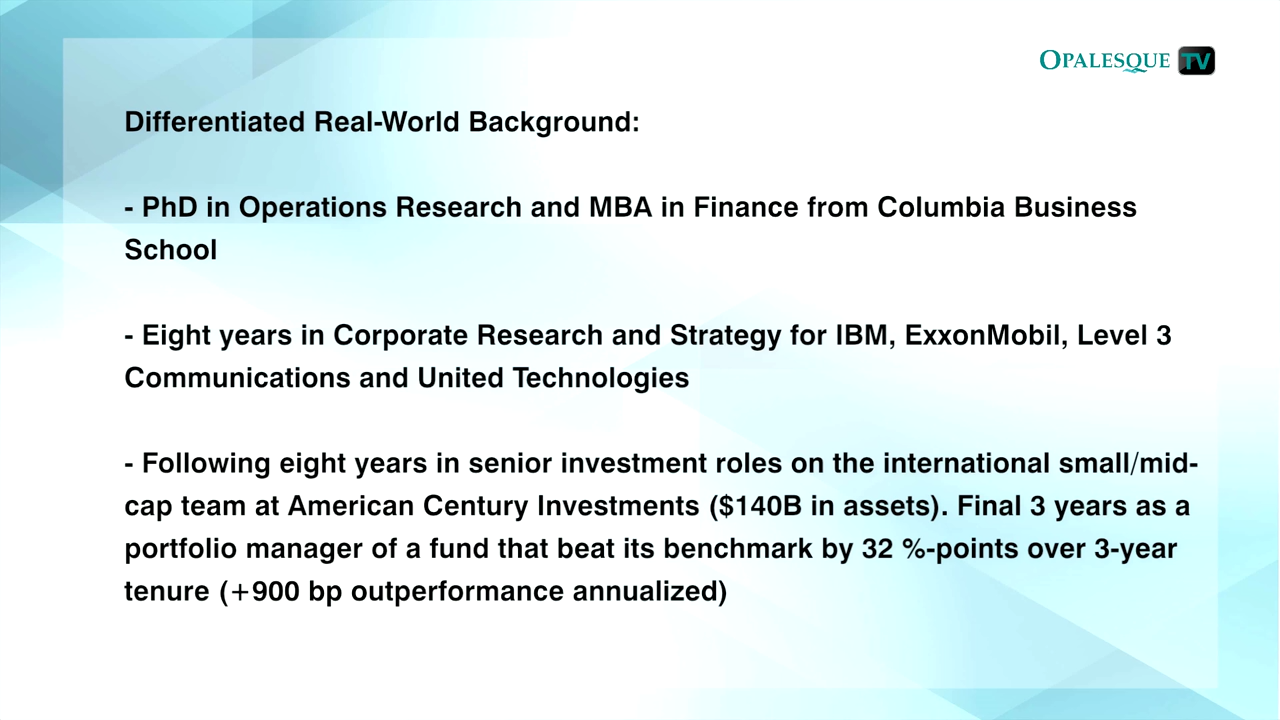 OPALESQUE TV
Differentiated Real-World Background:
- PhD in Operations Research and MBA in Finance from Columbia Business
School
- Eight years in Corporate Research and Strategy for IBM, ExxonMobil, Level 3
Communications and United Technologies
- Following eight years in senior investment roles on the international small/mid-
cap team at American Century Investments ($140B in assets). Final 3 years as a
portfolio manager of a fund that beat its benchmark by 32 %-points over 3-year
tenure (+900 bp outperformance annualized)